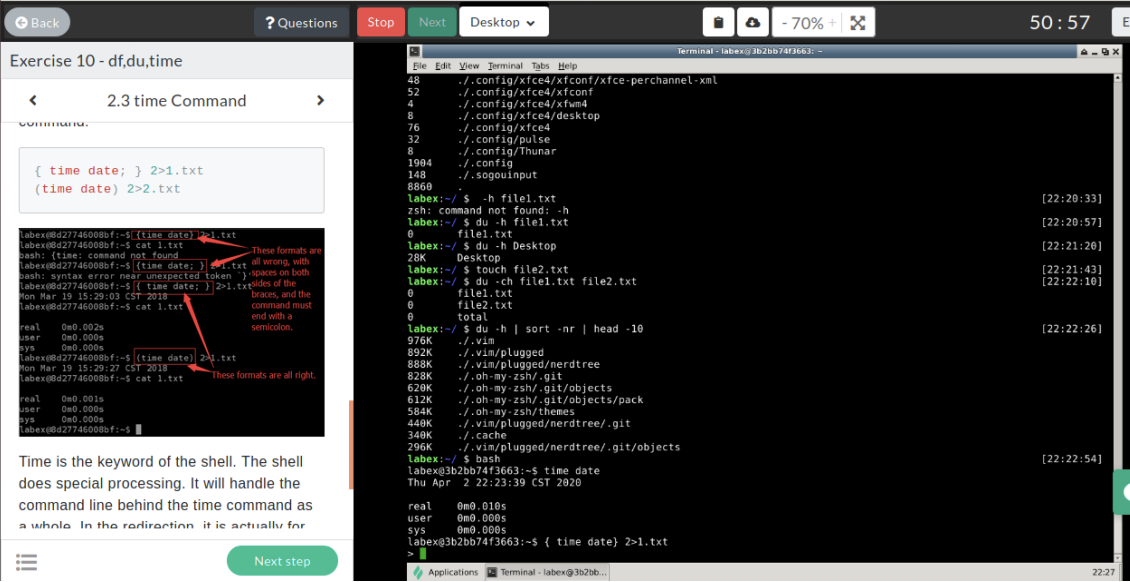 Back
? Questions
Stop
Next
Desktop
- 70% +
50 : 57
E
Exercise 10 - df,du,time
2.3 time Command
command:
{ time date; } 2>1.txt
(time date) 2>2.txt
labex@8d27746008bf:~$ {time date} 2>1.txt
labex@8d27746008bf:~$ cat 1.txt
bash: {time: command not found
labex@8d27746008bf:~$ {time date; } 2>1.txt
bash: syntax error near unexpected token `}'
labex@8d27746008bf:~$ { time date; } 2>1.txt
Mon Mar 19 15:29:03 CST 2018
labex@8d27746008bf:~$ cat 1.txt
real 0m0.002s
user 0m0.000s
sys 0m0.000s
labex@8d27746008bf:~$ (time date) 2>1.txt
Mon Mar 19 15:29:27 CST 2018
labex@8d27746008bf:~$ cat 1.txt
real 0m0.001s
user 0m0.000s
sys 0m0.000s
labex@8d27746008bf:~$
These formats are
all wrong, with
spaces on both
sides of the
braces, and the
command must
end with a
semicolon.
These formats are all right.
Time is the keyword of the shell. The shell
does special processing. It will handle the
command line behind the time command as
a whole. In the redirection, it is actually for
Next step
Terminal - labex@3b2bb74f3663: ~
File Edit View Terminal Tabs Help
48 ./.config/xfce4/xfconf/xfce-perchannel-xml
52 ./.config/xfce4/xfconf
4 ./.config/xfce4/xfwm4
8 ./.config/xfce4/desktop
76 ./.config/xfce4
32 ./.config/pulse
8 ./.config/Thunar
1904 ./.config
148 ./.sogouinput
8860 .
labex:~/ $  -h file1.txt [22:20:33]
zsh: command not found: -h
labex:~/ $ du -h file1.txt [22:20:57]
0 file1.txt
labex:~/ $ du -h Desktop [22:21:20]
28K Desktop
labex:~/ $ touch file2.txt [22:21:43]
labex:~/ $ du -ch file1.txt file2.txt [22:22:10]
0 file1.txt
0 file2.txt
0 total
labex:~/ $ du -h | sort -nr | head -10 [22:22:26]
976K ./.vim
892K ./.vim/plugged
888K ./.vim/plugged/nerdtree
828K ./.oh-my-zsh/.git
620K ./.oh-my-zsh/.git/objects
612K ./.oh-my-zsh/.git/objects/pack
584K ./.oh-my-zsh/themes
440K ./.vim/plugged/nerdtree/.git
340K ./.cache
296K ./.vim/plugged/nerdtree/.git/objects
labex:~/ $ bash [22:22:54]
labex@3b2bb74f3663:~$ time date
Thu Apr  2 22:23:39 CST 2020
real 0m0.010s
user 0m0.000s
sys 0m0.000s
labex@3b2bb74f3663:~$ { time date} 2>1.txt
>
Applications
Terminal - labex@3b2bb...
22:27